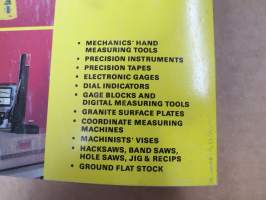 • MECHANICS' HAND
MEASURING TOOLS
• PRECISION INSTRUMENTS
• PRECISION TAPES
• ELECTRONIC GAGES
• DIAL INDICATORS
• GAGE BLOCKS AND
DIGITAL MEASURING TOOLS
• GRANITE SURFACE PLATES
• COORDINATE MEASURING
MACHINES
• MACHINISTS' VISES
• HACKSAWS, BAND SAWS,
HOLE SAWS, JIG & RECIPS
• GROUND FLAT STOCK